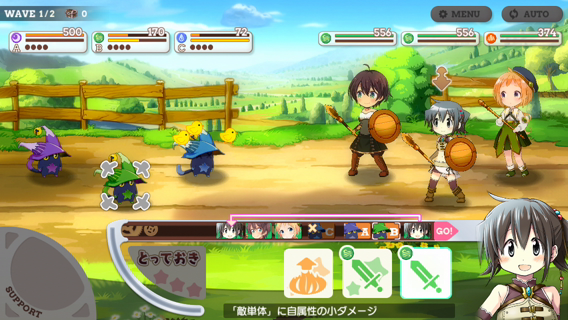 WAVE 1/2 0
MENU
AUTO
500
A
170
B
72
C
556
556
374
C
A
B
GO!
とっておき
SUPPORT
「敵単体」に自属性の小ダメージ